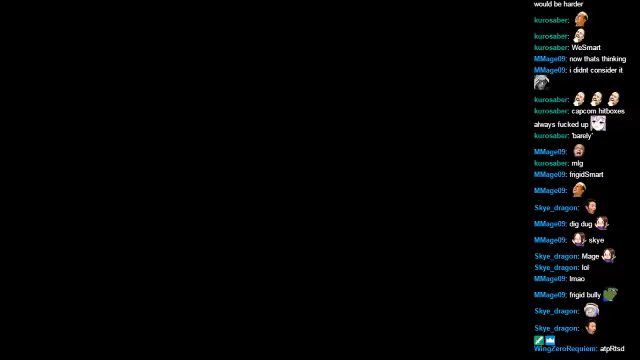 would be harder
kurosaber:
kurosaber:
kurosaber: WeSmart
MMage09: now thats thinking
MMage09: i didnt consider it
kurosaber:
kurosaber: capcom hitboxes
always fucked up
kurosaber: 'barely'
MMage09:
kurosaber: mlg
MMage09: frigidSmart
MMage09:
Skye_dragon:
MMage09: dig dug
MMage09: skye
Skye_dragon: Mage
Skye_dragon: lol
MMage09: lmao
MMage09: frigid bully
Skye_dragon:
Skye_dragon:
WingZeroRequiem: atpRtsd